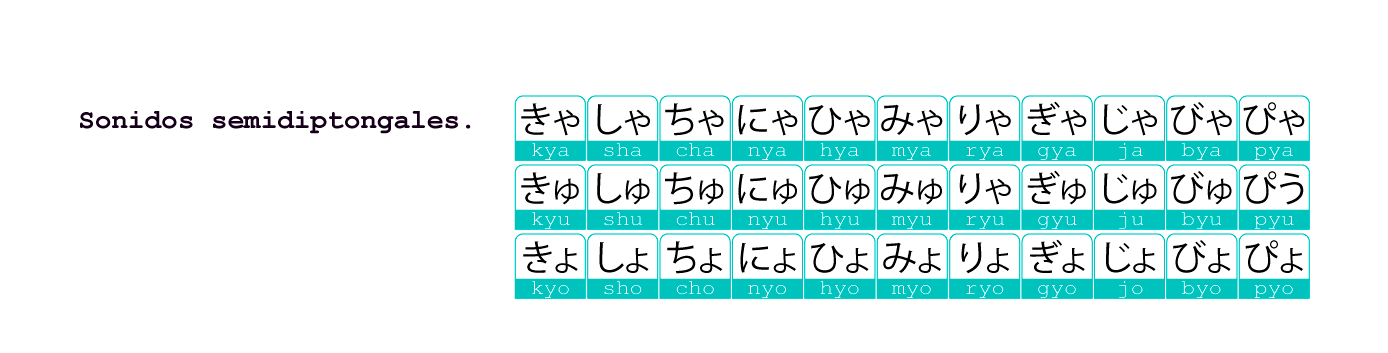 Sonidos semidiptongales.
きゃ しゃ ちゃ にゃ ひゃ みゃ りゃ ぎゃ じゃ びゃ ぴゃ
kya sha cha nya hya mya rya gya ja bya pya
きゅ しゅ ちゅ にゅ ひゅ みゅ りゃ ぎゅ じゅ びゅ ぴう
kyu shu chu nyu hyu myu ryu gyu ju byu pyu
きょ しょ ちょ にょ ひょ みょ りょ ぎょ じょ びょ ぴょ
kyo sho cho nyo hyo myo ryo gyo jo byo pyo